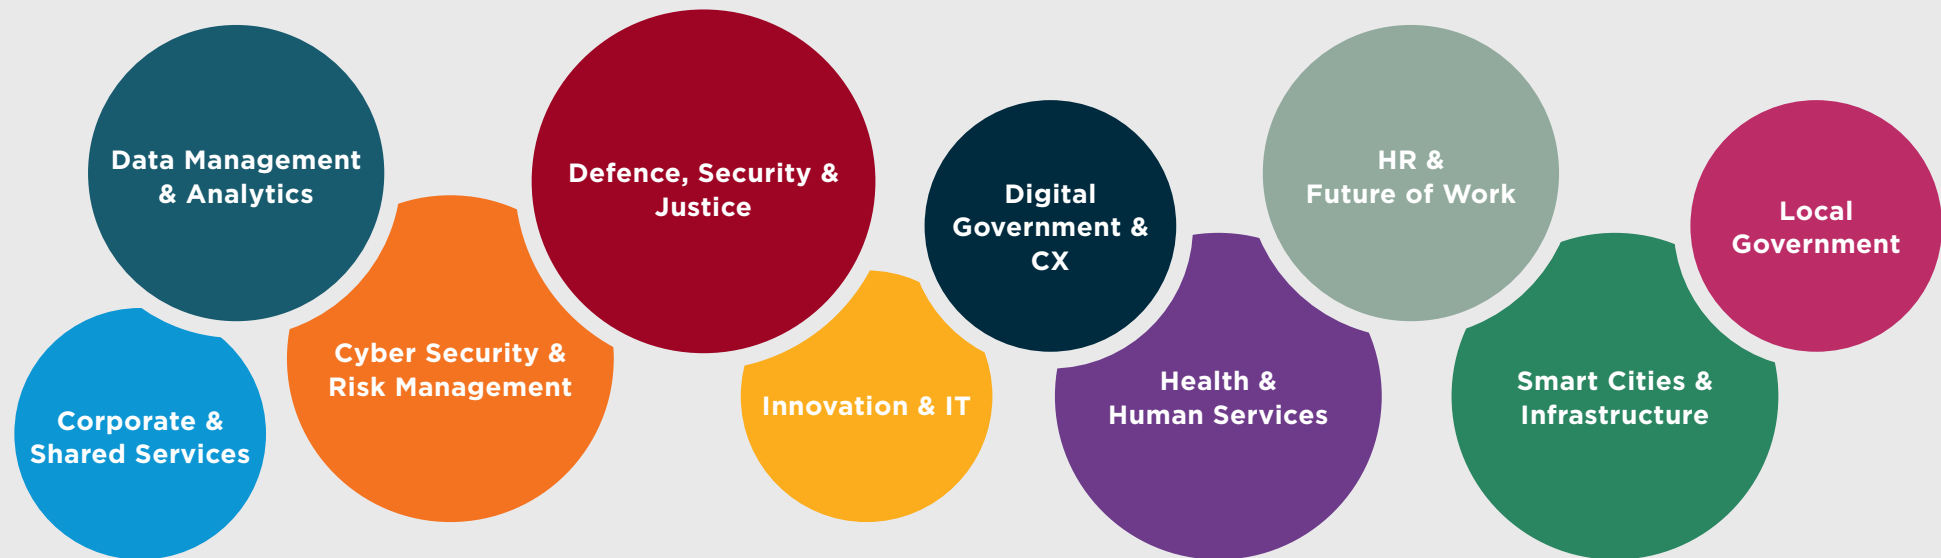 Data Management
& Analytics
Corporate &
Shared Services
Cyber Security &
Risk Management
Defence, Security &
Justice
Innovation & IT
Digital
Government &
CX
Health &
Human Services
HR &
Future of Work
Smart Cities &
Infrastructure
Local
Government